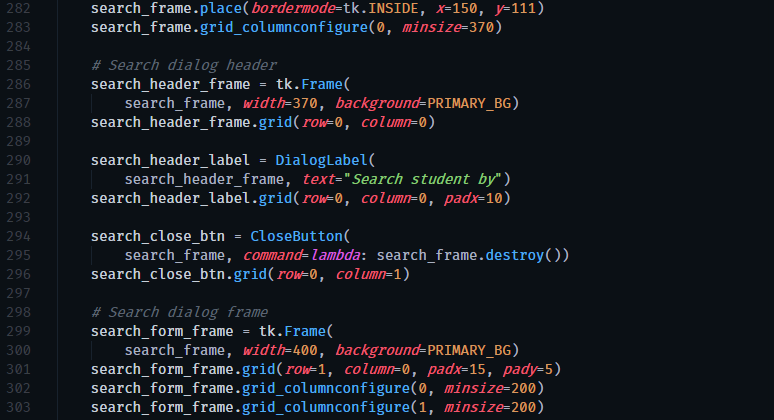 282 search_frame.place(bordermode=tk.INSIDE, x=150, y=111)
283 search_frame.grid_columnconfigure(0, minsize=370)
284
285 # Search dialog header
286 search_header_frame = tk.Frame(
287 search_frame, width=370, background=PRIMARY_BG)
288 search_header_frame.grid(row=0, column=0)
289
290 search_header_label = DialogLabel(
291 search_header_frame, text="Search student by")
292 search_header_label.grid(row=0, column=0, padx=10)
293
294 search_close_btn = CloseButton(
295 search_frame, command=lambda: search_frame.destroy())
296 search_close_btn.grid(row=0, column=1)
297
298 # Search dialog frame
299 search_form_frame = tk.Frame(
300 search_frame, width=400, background=PRIMARY_BG)
301 search_form_frame.grid(row=1, column=0, padx=15, pady=5)
302 search_form_frame.grid_columnconfigure(0, minsize=200)
303 search_form_frame.grid_columnconfigure(1, minsize=200)